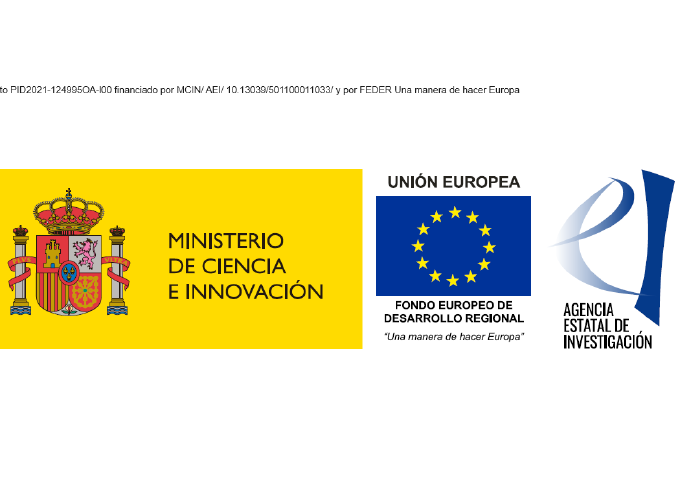 to PID2021-124995OA-I00 financiado por MCIN/ AEI/ 10.13039/501100011033/ y por FEDER Una manera de hacer Europa
PLUS VLTRA
MINISTERIO
DE CIENCIA
E INNOVACIÓN
UNIÓN EUROPEA
FONDO EUROPEO DE
DESARROLLO REGIONAL
"Una manera de hacer Europa"
AGENCIA
ESTATAL DE
INVESTIGACIÓN